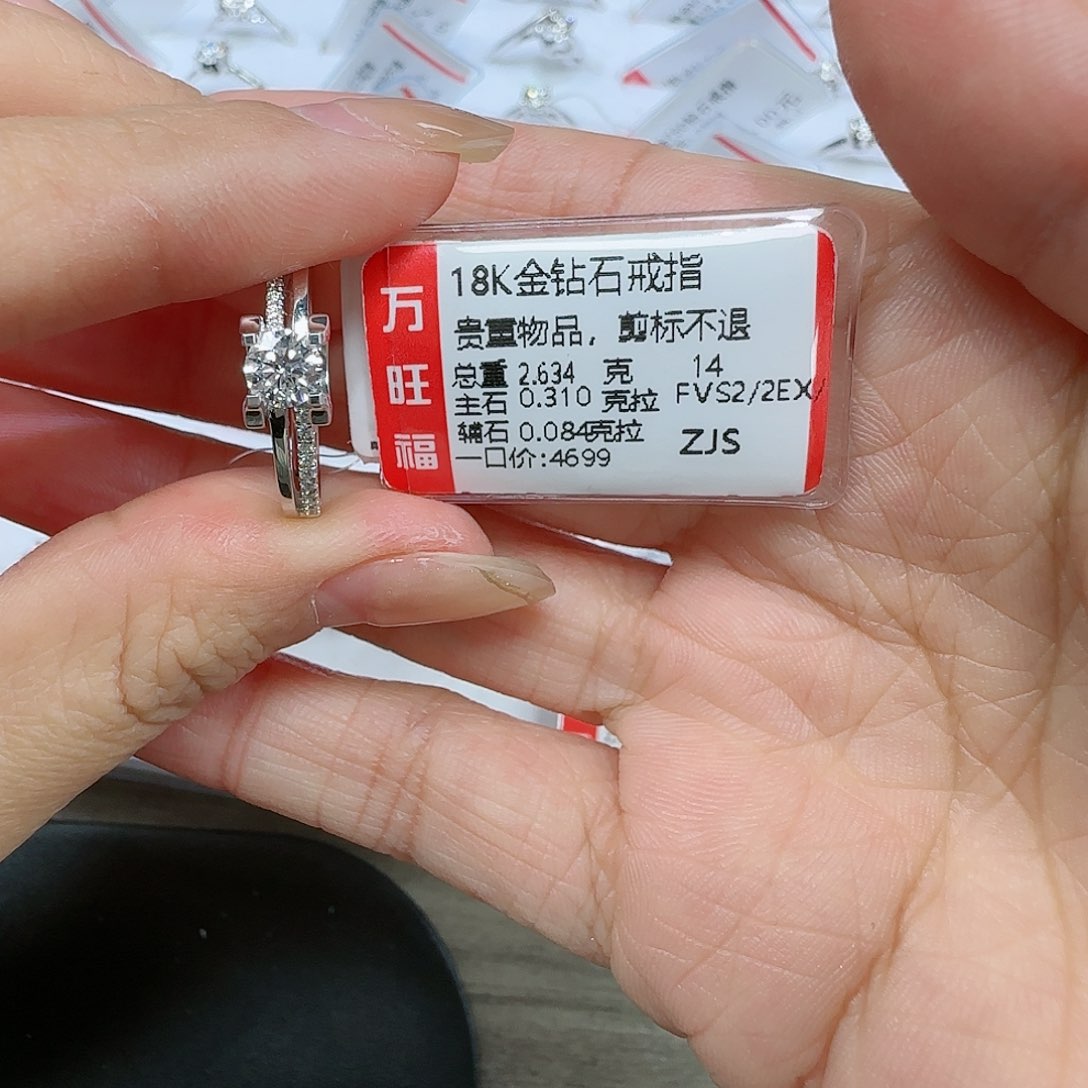 万旺福
18K金钻石戒指
贵重物品，剪标不退
总重 2.634 克 14
主石 0.310 克拉 FVS2/2EX/
辅石 0.084克拉
ZJS
一口价:4699